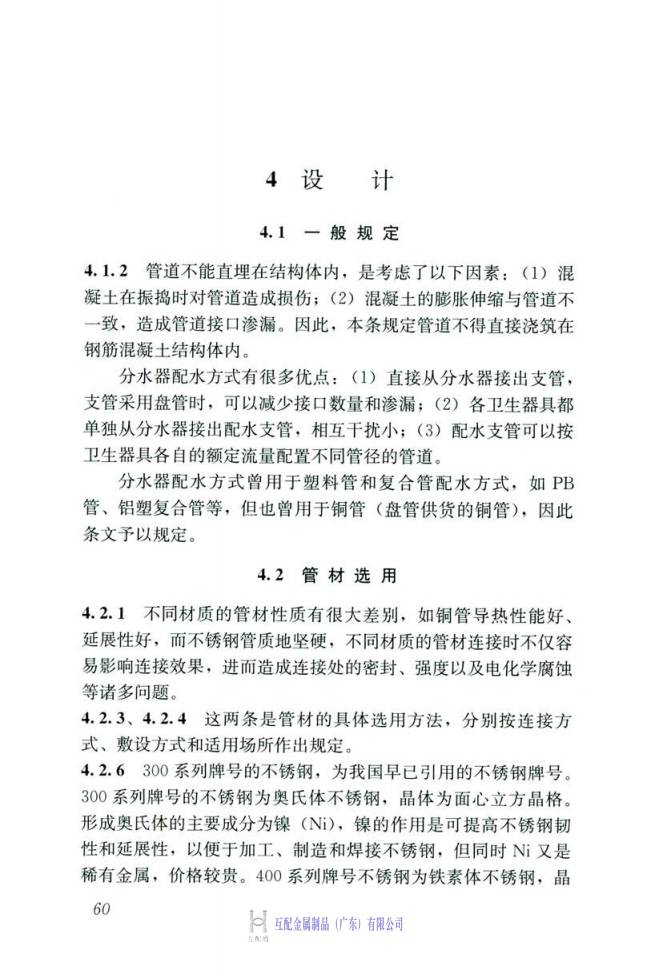 4 设 计
4.1 一般规定
4.1.2 管道不能直埋在结构体内，是考虑了以下因素：（1）混
凝土在振捣时对管道造成损伤；（2）混凝土的膨胀伸缩与管道不
一致，造成管道接口渗漏。因此，本条规定管道不得直接浇筑在
钢筋混凝土结构体内。
分水器配水方式有很多优点：（1）直接从分水器接出支管，
支管采用盘管时，可以减少接口数量和渗漏；（2）各卫生器具都
单独从分水器接出配水支管，相互干扰小；（3）配水支管可以按
卫生器具各自的额定流量配置不同管径的管道。
分水器配水方式曾用于塑料管和复合管配水方式，如 PB
管、铝塑复合管等，但也曾用于铜管（盘管供货的铜管），因此
条文予以规定。
4.2 管材选用
4.2.1 不同材质的管材性质有很大差别，如铜管导热性能好、
延展性好，而不锈钢管质地坚硬，不同材质的管材连接时不仅容
易影响连接效果，进而造成连接处的密封、强度以及电化学腐蚀
等诸多问题。
4.2.3、4.2.4 这两条是管材的具体选用方法，分别按连接方
式、敷设方式和适用场所作出规定。
4.2.6 300 系列牌号的不锈钢，为我国早已引用的不锈钢牌号。
300 系列牌号的不锈钢为奥氏体不锈钢，晶体为面心立方晶格。
形成奥氏体的主要成分为镍（Ni），镍的作用是可提高不锈钢韧
性和延展性，以便于加工、制造和焊接不锈钢，但同时 Ni 又是
稀有金属，价格较贵。400 系列牌号不锈钢为铁素体不锈钢，晶
60
互配金属制品（广东）有限公司